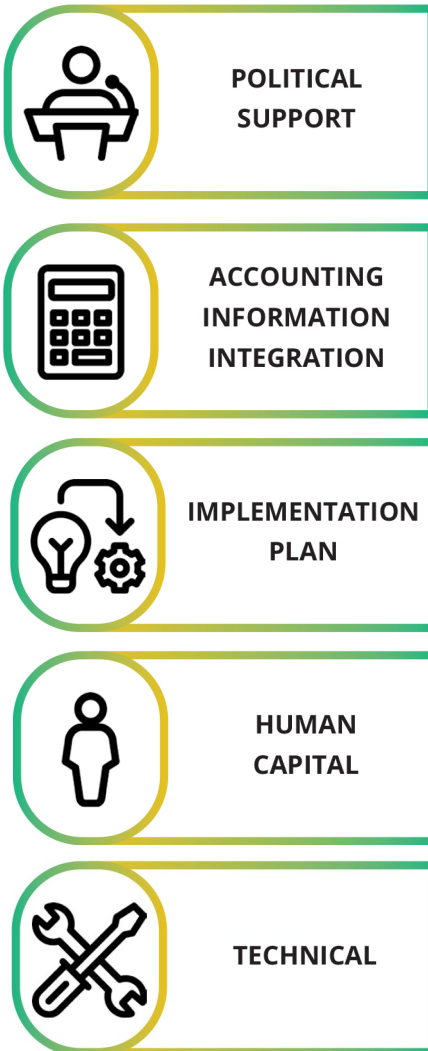 POLITICAL
SUPPORT
ACCOUNTING
INFORMATION
INTEGRATION
IMPLEMENTATION
PLAN
HUMAN
CAPITAL
TECHNICAL